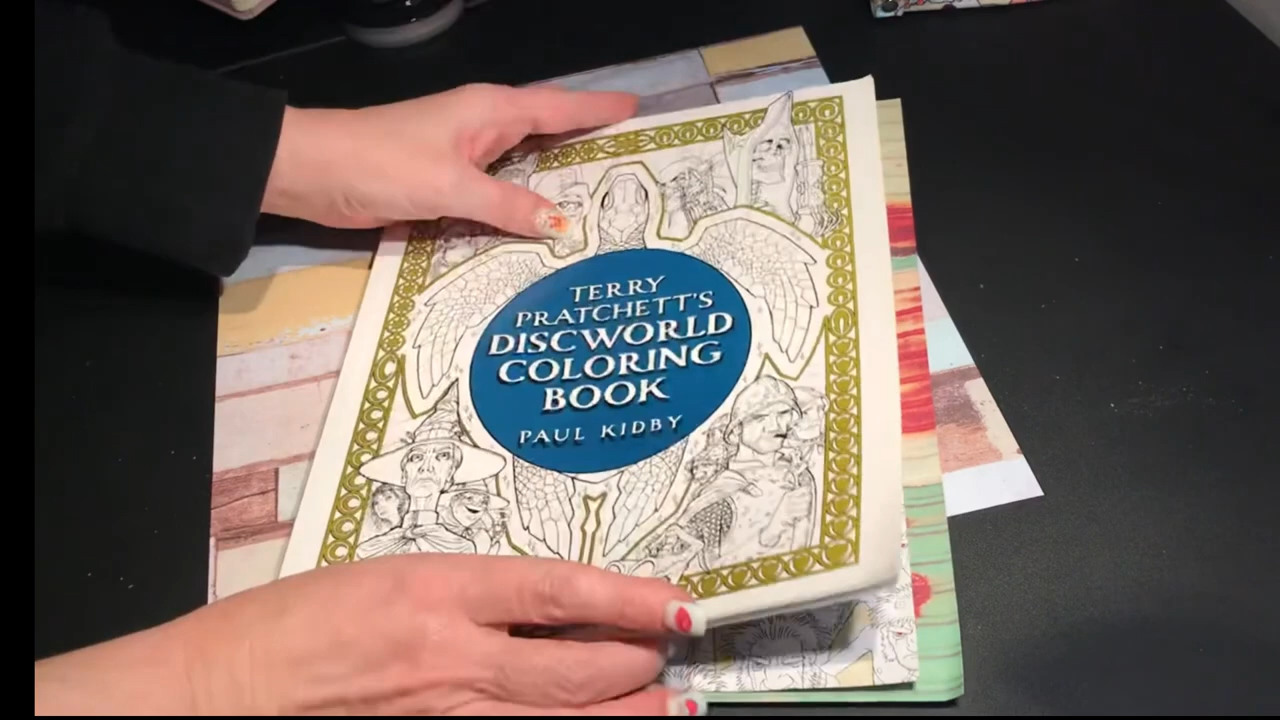 TERRY
PRATCHETT'S
DISCWORLD
COLORING
BOOK
PAUL KIDBY